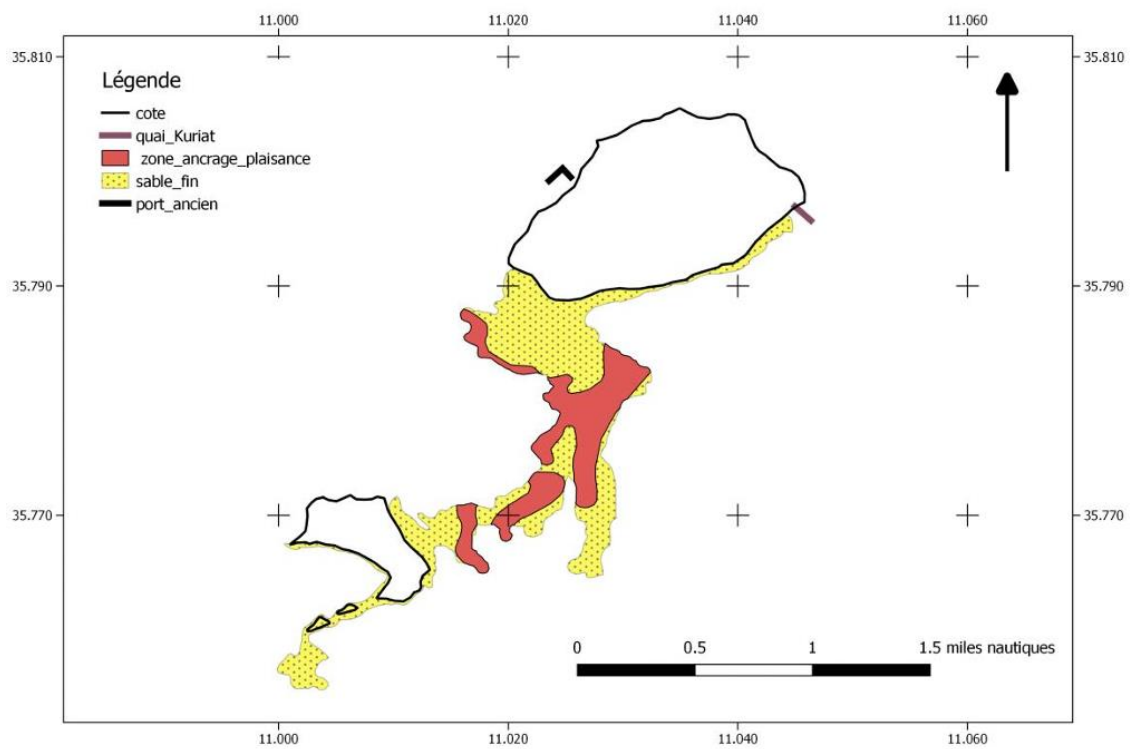 11.000 11.020 11.040 11.060
35.810 35.810
Légende
cote
quai_Kuriat
zone_ancrage_plaisance
sable_fin
port_ancien
35.790 35.790
35.770 35.770
0 0.5 1 1.5 miles nautiques
11.000 11.020 11.040 11.060